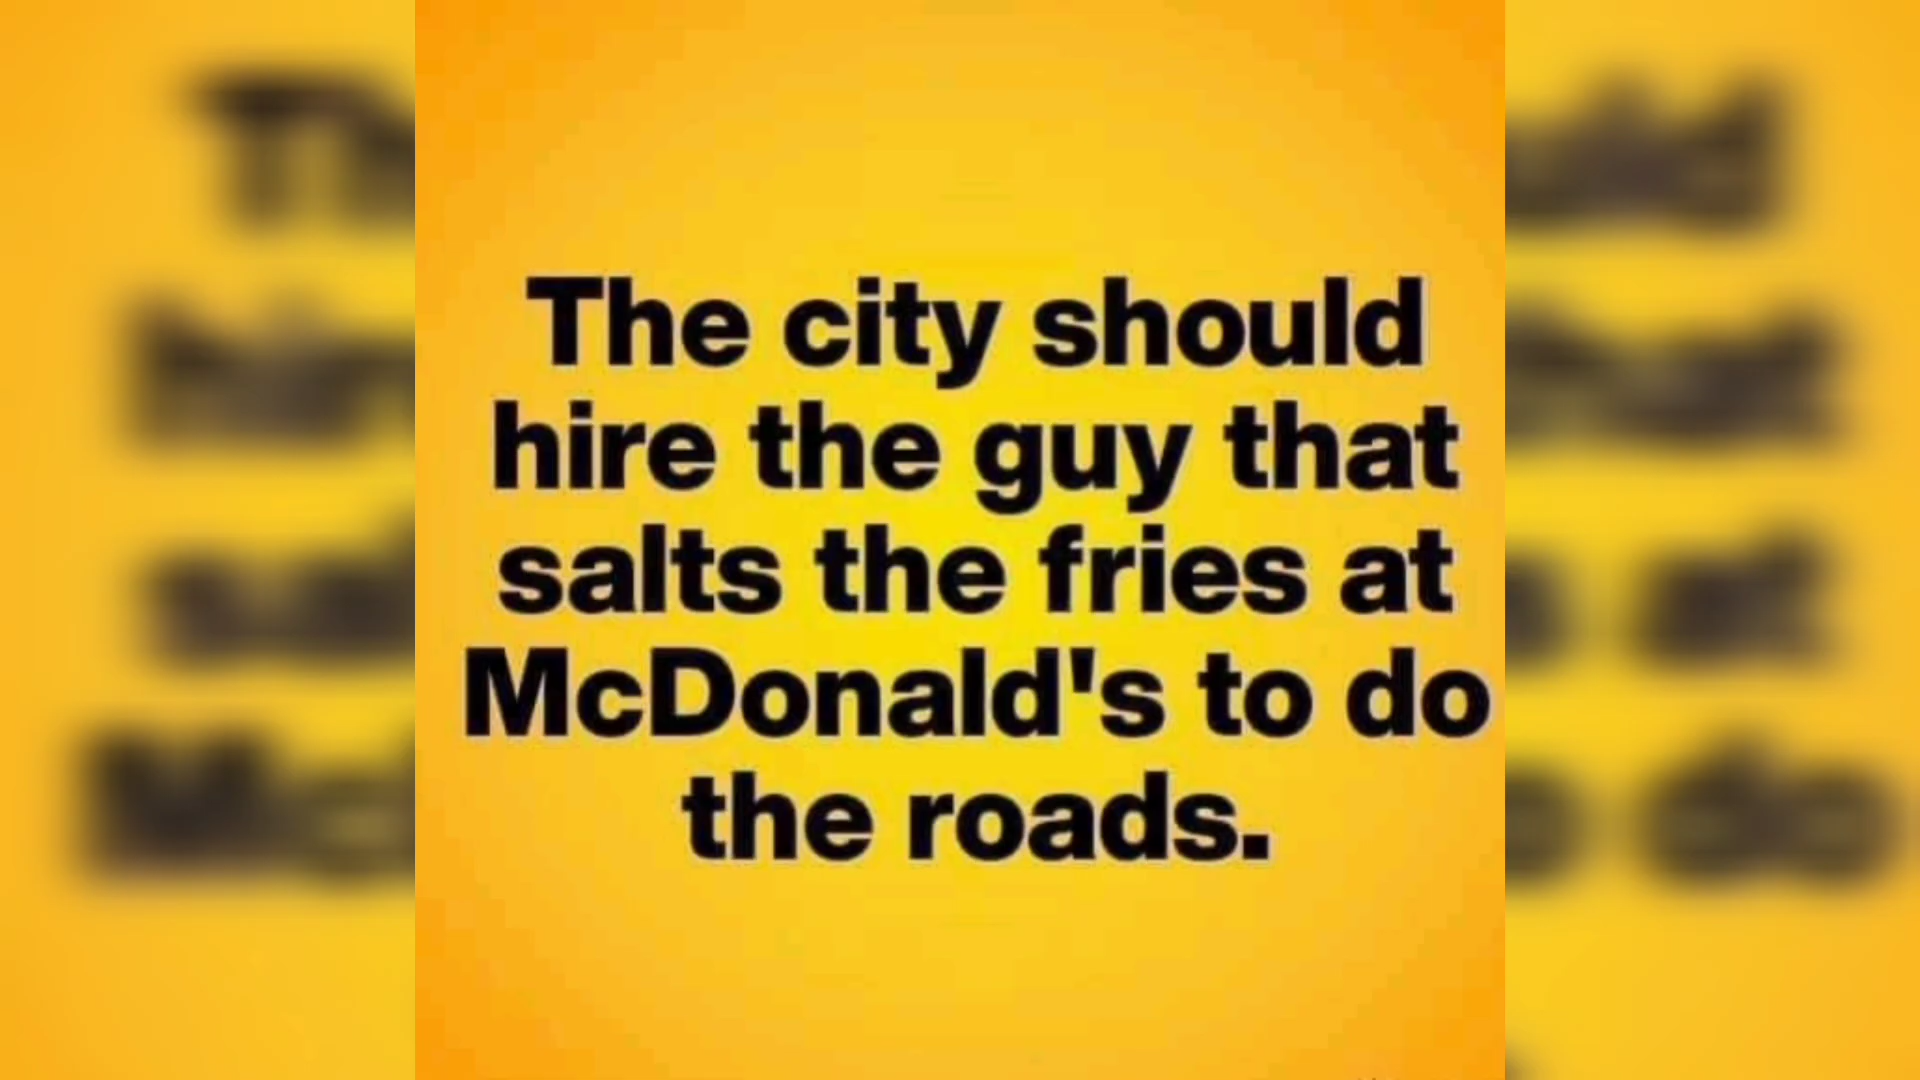 The city should
hire the guy that
salts the fries at
McDonald's to do
the roads.